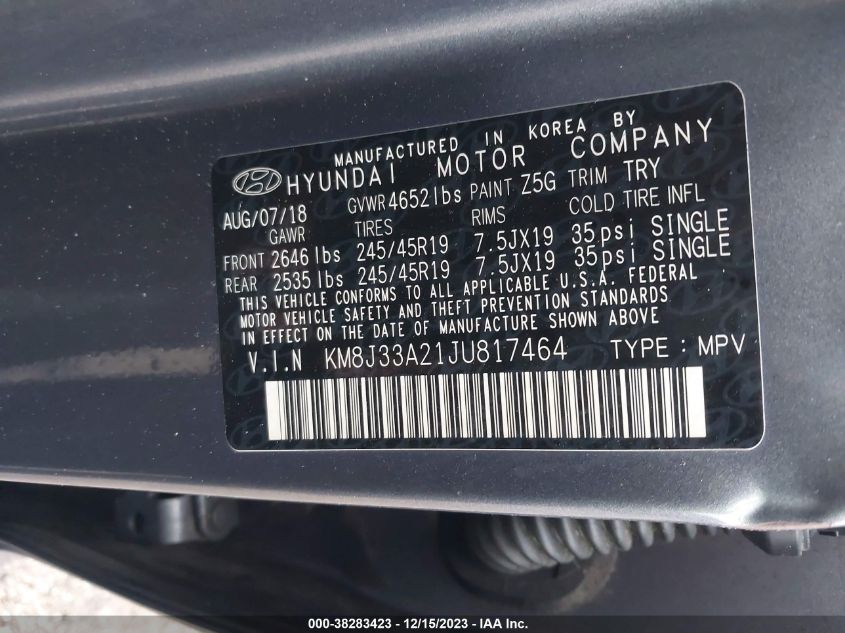 MANUFACTURED IN KOREA BY
HYUNDAI MOTOR COMPANY
AUG/07/18 GVWR 4652lbs PAINT Z5G TRIM TRY
GAWR TIRES RIMS COLD TIRE INFL
FRONT 2646 lbs 245/45R19 7.5JX19 35psi SINGLE
REAR 2535 lbs 245/45R19 7.5JX19 35psi SINGLE
THIS VEHICLE CONFORMS TO ALL APPLICABLE U.S.A. FEDERAL
MOTOR VEHICLE SAFETY AND THEFT PREVENTION STANDARDS
IN EFFECT ON THE DATE OF MANUFACTURE SHOWN ABOVE
V.I.N KM8J33A21JU817464 TYPE : MPV
000-38283423 - 12/15/2023 - IAA Inc.